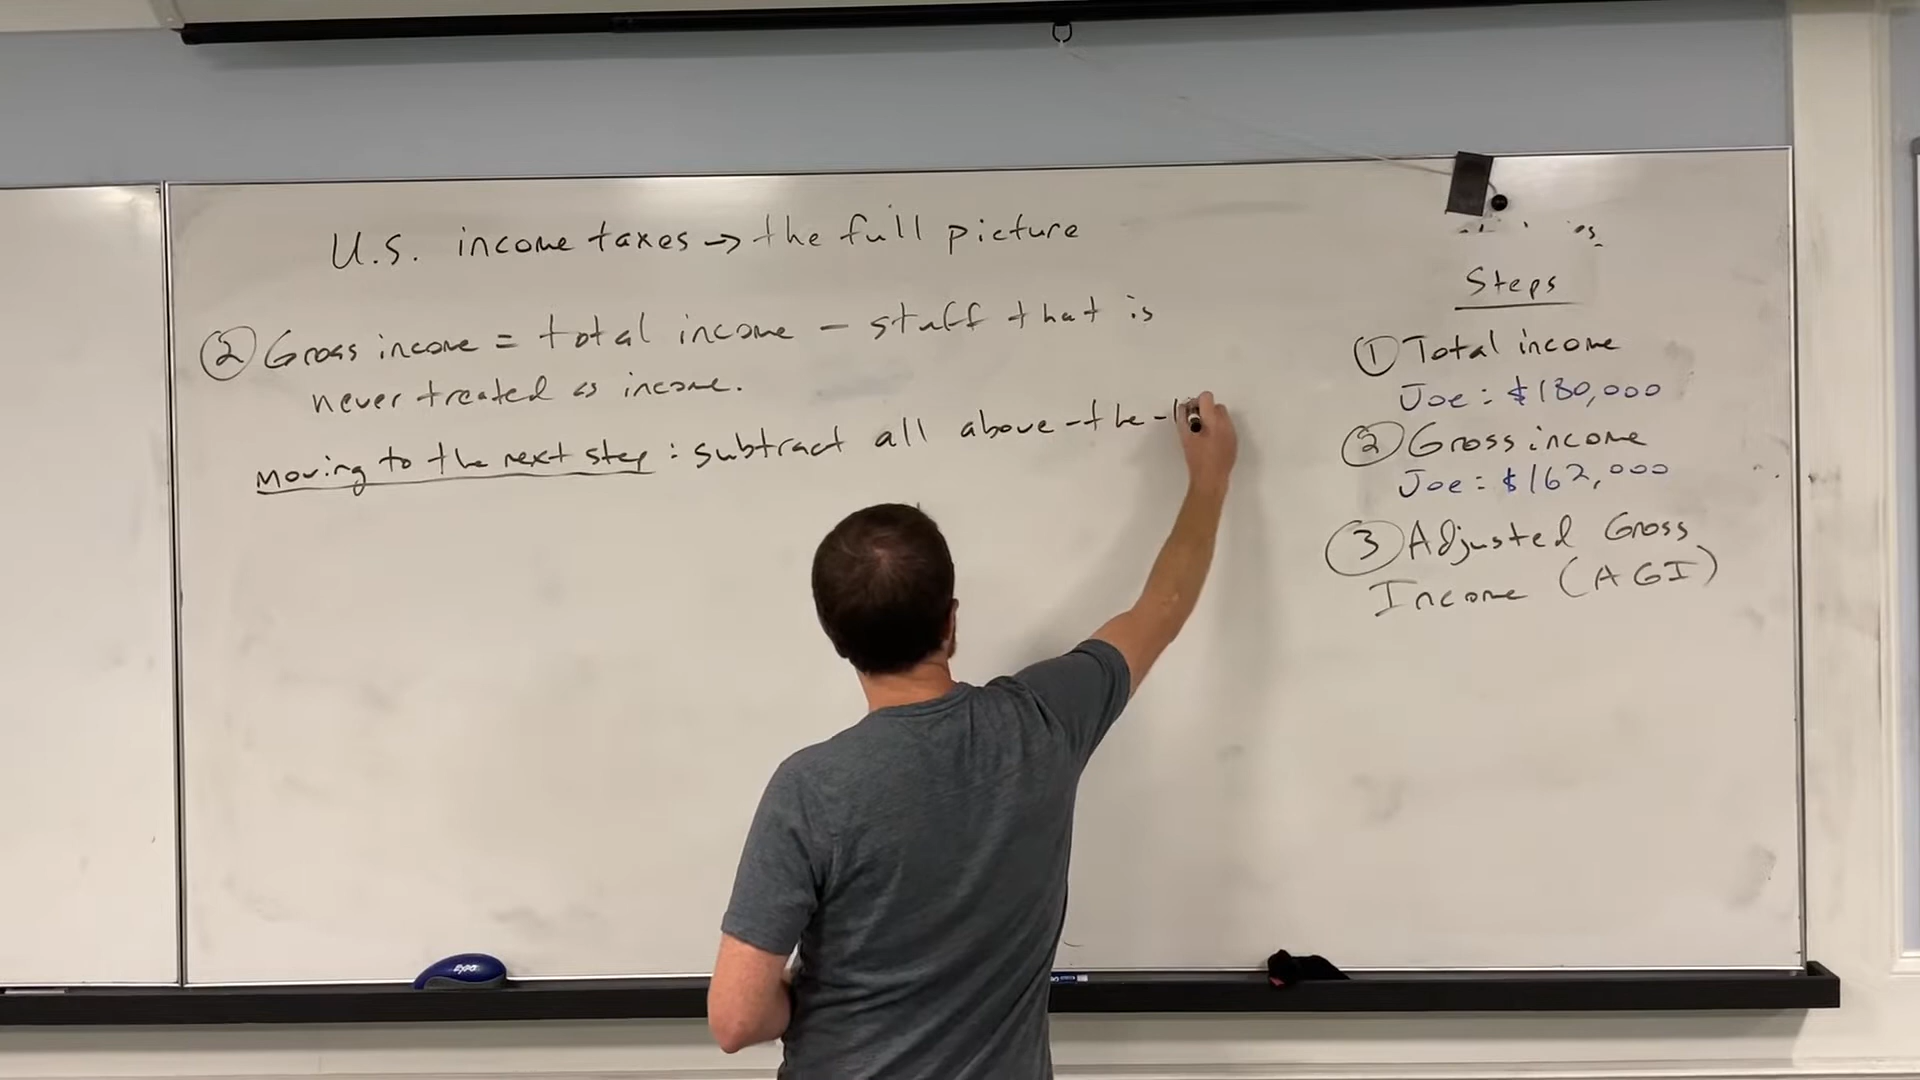 U.S. income taxes → the full picture
② Gross income = total income – stuff that is
never treated as income.
Moving to the next step : subtract all above-the-
Steps
① Total income
Joe: $180,000
② Gross income
Joe: $162,000
③ Adjusted Gross
Income (AGI)
EXPO